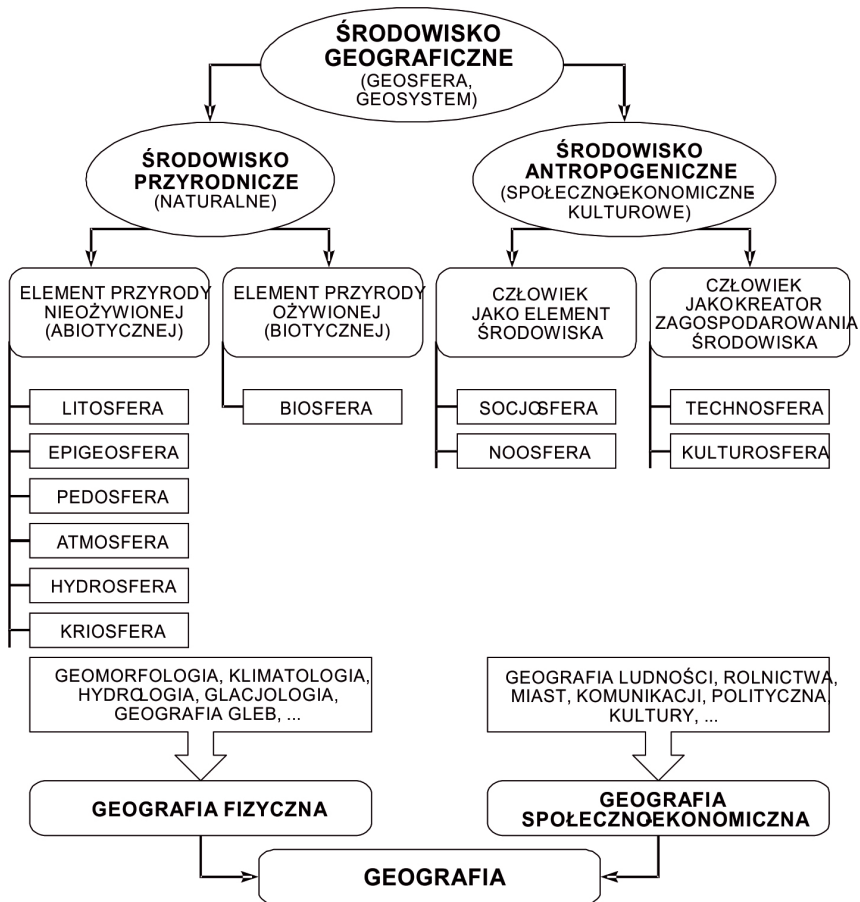 ŚRODOWISKO
GEOGRAFICZNE
(GEOSFERA,
GEOSYSTEM)
ŚRODOWISKO
PRZYRODNICZE
(NATURALNE)
ŚRODOWISKO
ANTROPOGENICZNE
(SPOŁECZNO-EKONOMICZNE-
KULTUROWE)
ELEMENT PRZYRODY
NIEOŻYWIONEJ
(ABIOTYCZNEJ)
ELEMENT PRZYRODY
OŻYWIONEJ
(BIOTYCZNEJ)
CZŁOWIEK
JAKO ELEMENT
ŚRODOWISKA
CZŁOWIEK
JAKO KREATOR
ZAGOSPODAROWANIA
ŚRODOWISKA
LITOSFERA
EPIGEOSFERA
PEDOSFERA
ATMOSFERA
HYDROSFERA
KRIOSFERA
BIOSFERA
SOCJOSFERA
NOOSFERA
TECHNOSFERA
KULTUROSFERA
GEOMORFOLOGIA, KLIMATOLOGIA,
HYDROLOGIA, GLACJOLOGIA,
GEOGRAFIA GLEB, ...
GEOGRAFIA LUDNOŚCI, ROLNICTWA,
MIAST, KOMUNIKACJI, POLITYCZNA,
KULTURY, ...
GEOGRAFIA FIZYCZNA
GEOGRAFIA
SPOŁECZNO-EKONOMICZNA
GEOGRAFIA